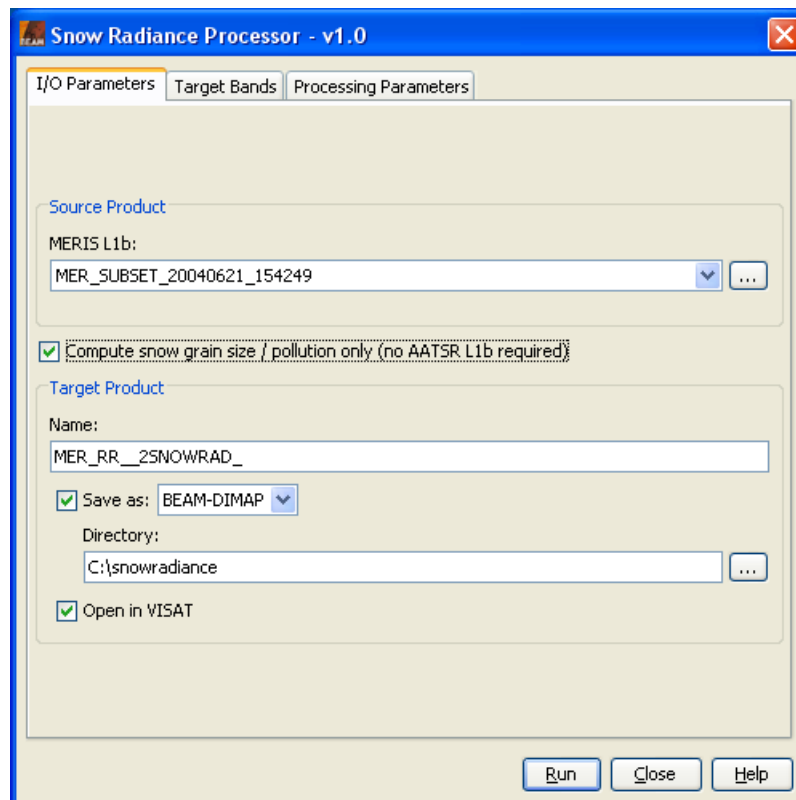 BEAM
Snow Radiance Processor - v1.0
I/O Parameters Target Bands Processing Parameters
Source Product
MERIS L1b:
MER_SUBSET_20040621_154249
...
Compute snow grain size / pollution only (no AATSR L1b required)
Target Product
Name:
MER_RR__2SNOWRAD_
Save as: BEAM-DIMAP
Directory:
C:\snowradiance
...
Open in VISAT
Run Close Help